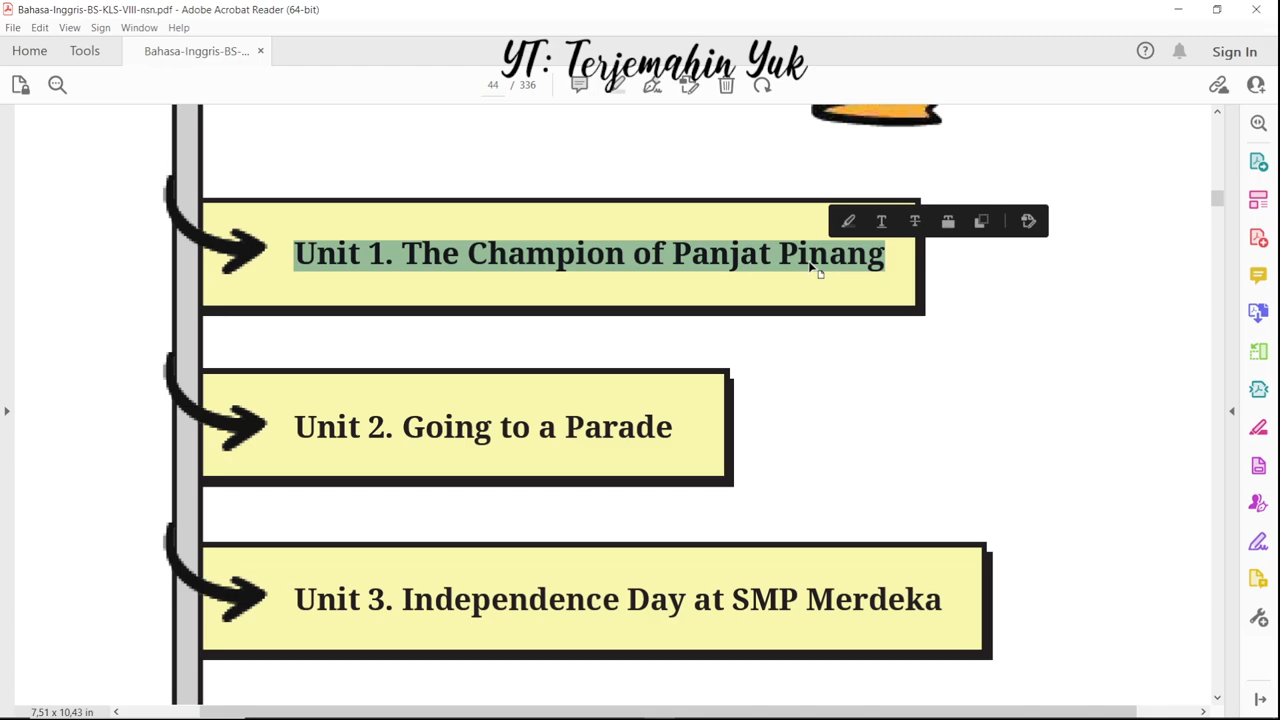 Bahasa-Inggris-BS-KLS-VIII-nsn.pdf - Adobe Acrobat Reader (64-bit)
File Edit View Sign Window Help
Home Tools Bahasa-Inggris-BS-... × Sign In
YT: Terjemahin Yuk
44 / 336
Unit 1. The Champion of Panjat Pinang
Unit 2. Going to a Parade
Unit 3. Independence Day at SMP Merdeka
7,51 x 10,43 in